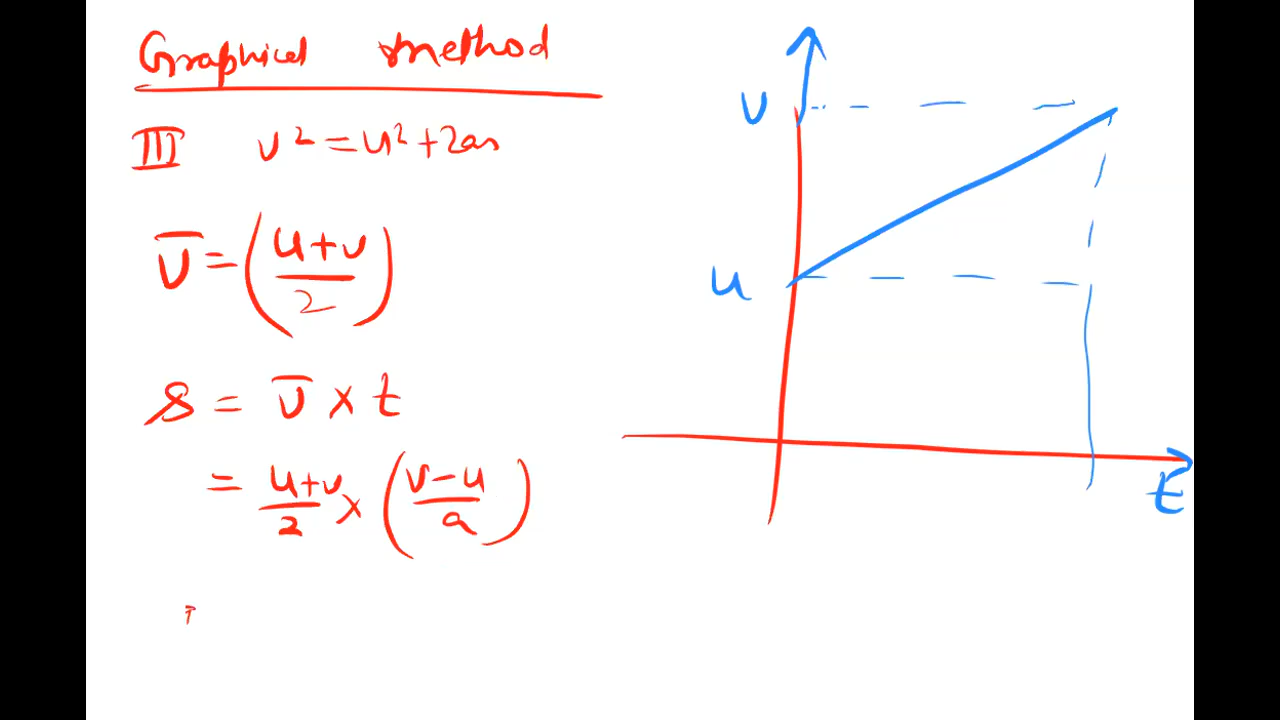 Graphical method
III v² = u² + 2as
v̅ = (u+v/2)
s = v̅ × t
= u+v/2 × (v-u/a)
v
u
t